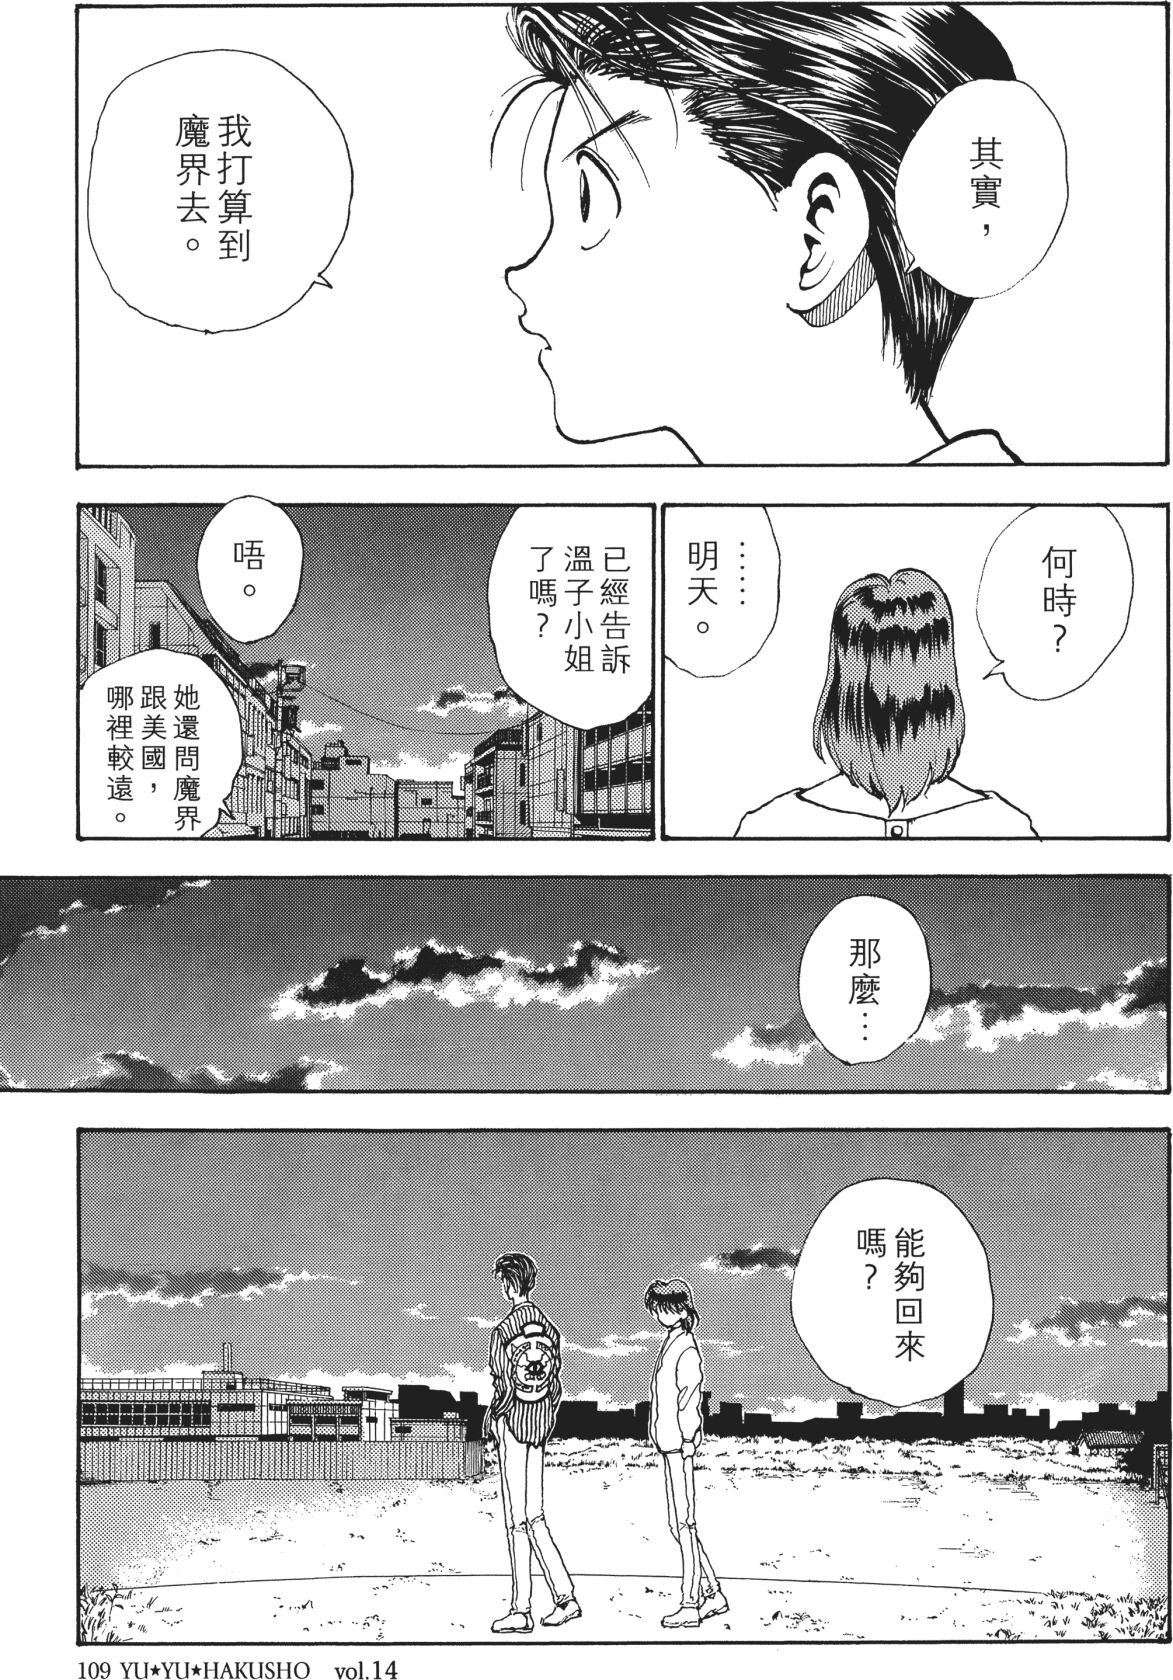 其實，
我打算到
魔界去。
何時？
……
明天。
已經告訴
溫子小姐
了嗎？
唔。
她還問魔界
跟美國，
哪裡較遠。
那麼…
能夠回來
嗎？
109 YU★YU★HAKUSHO vol.14